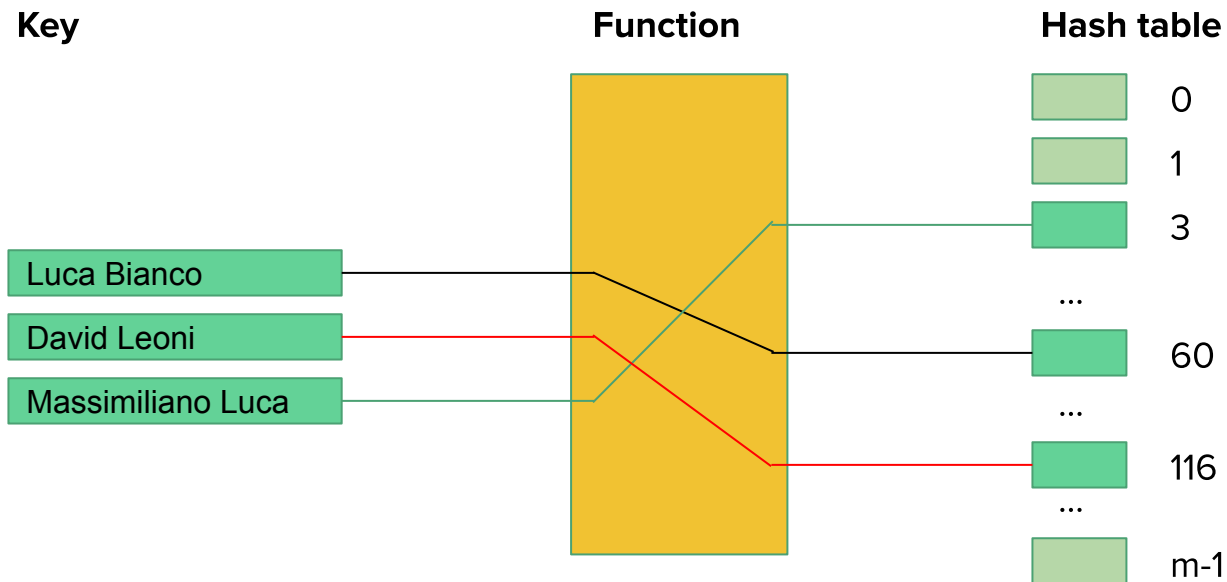 Key
Function
Hash table
0
1
3
Luca Bianco
...
David Leoni
60
Massimiliano Luca
...
116
...
m-1